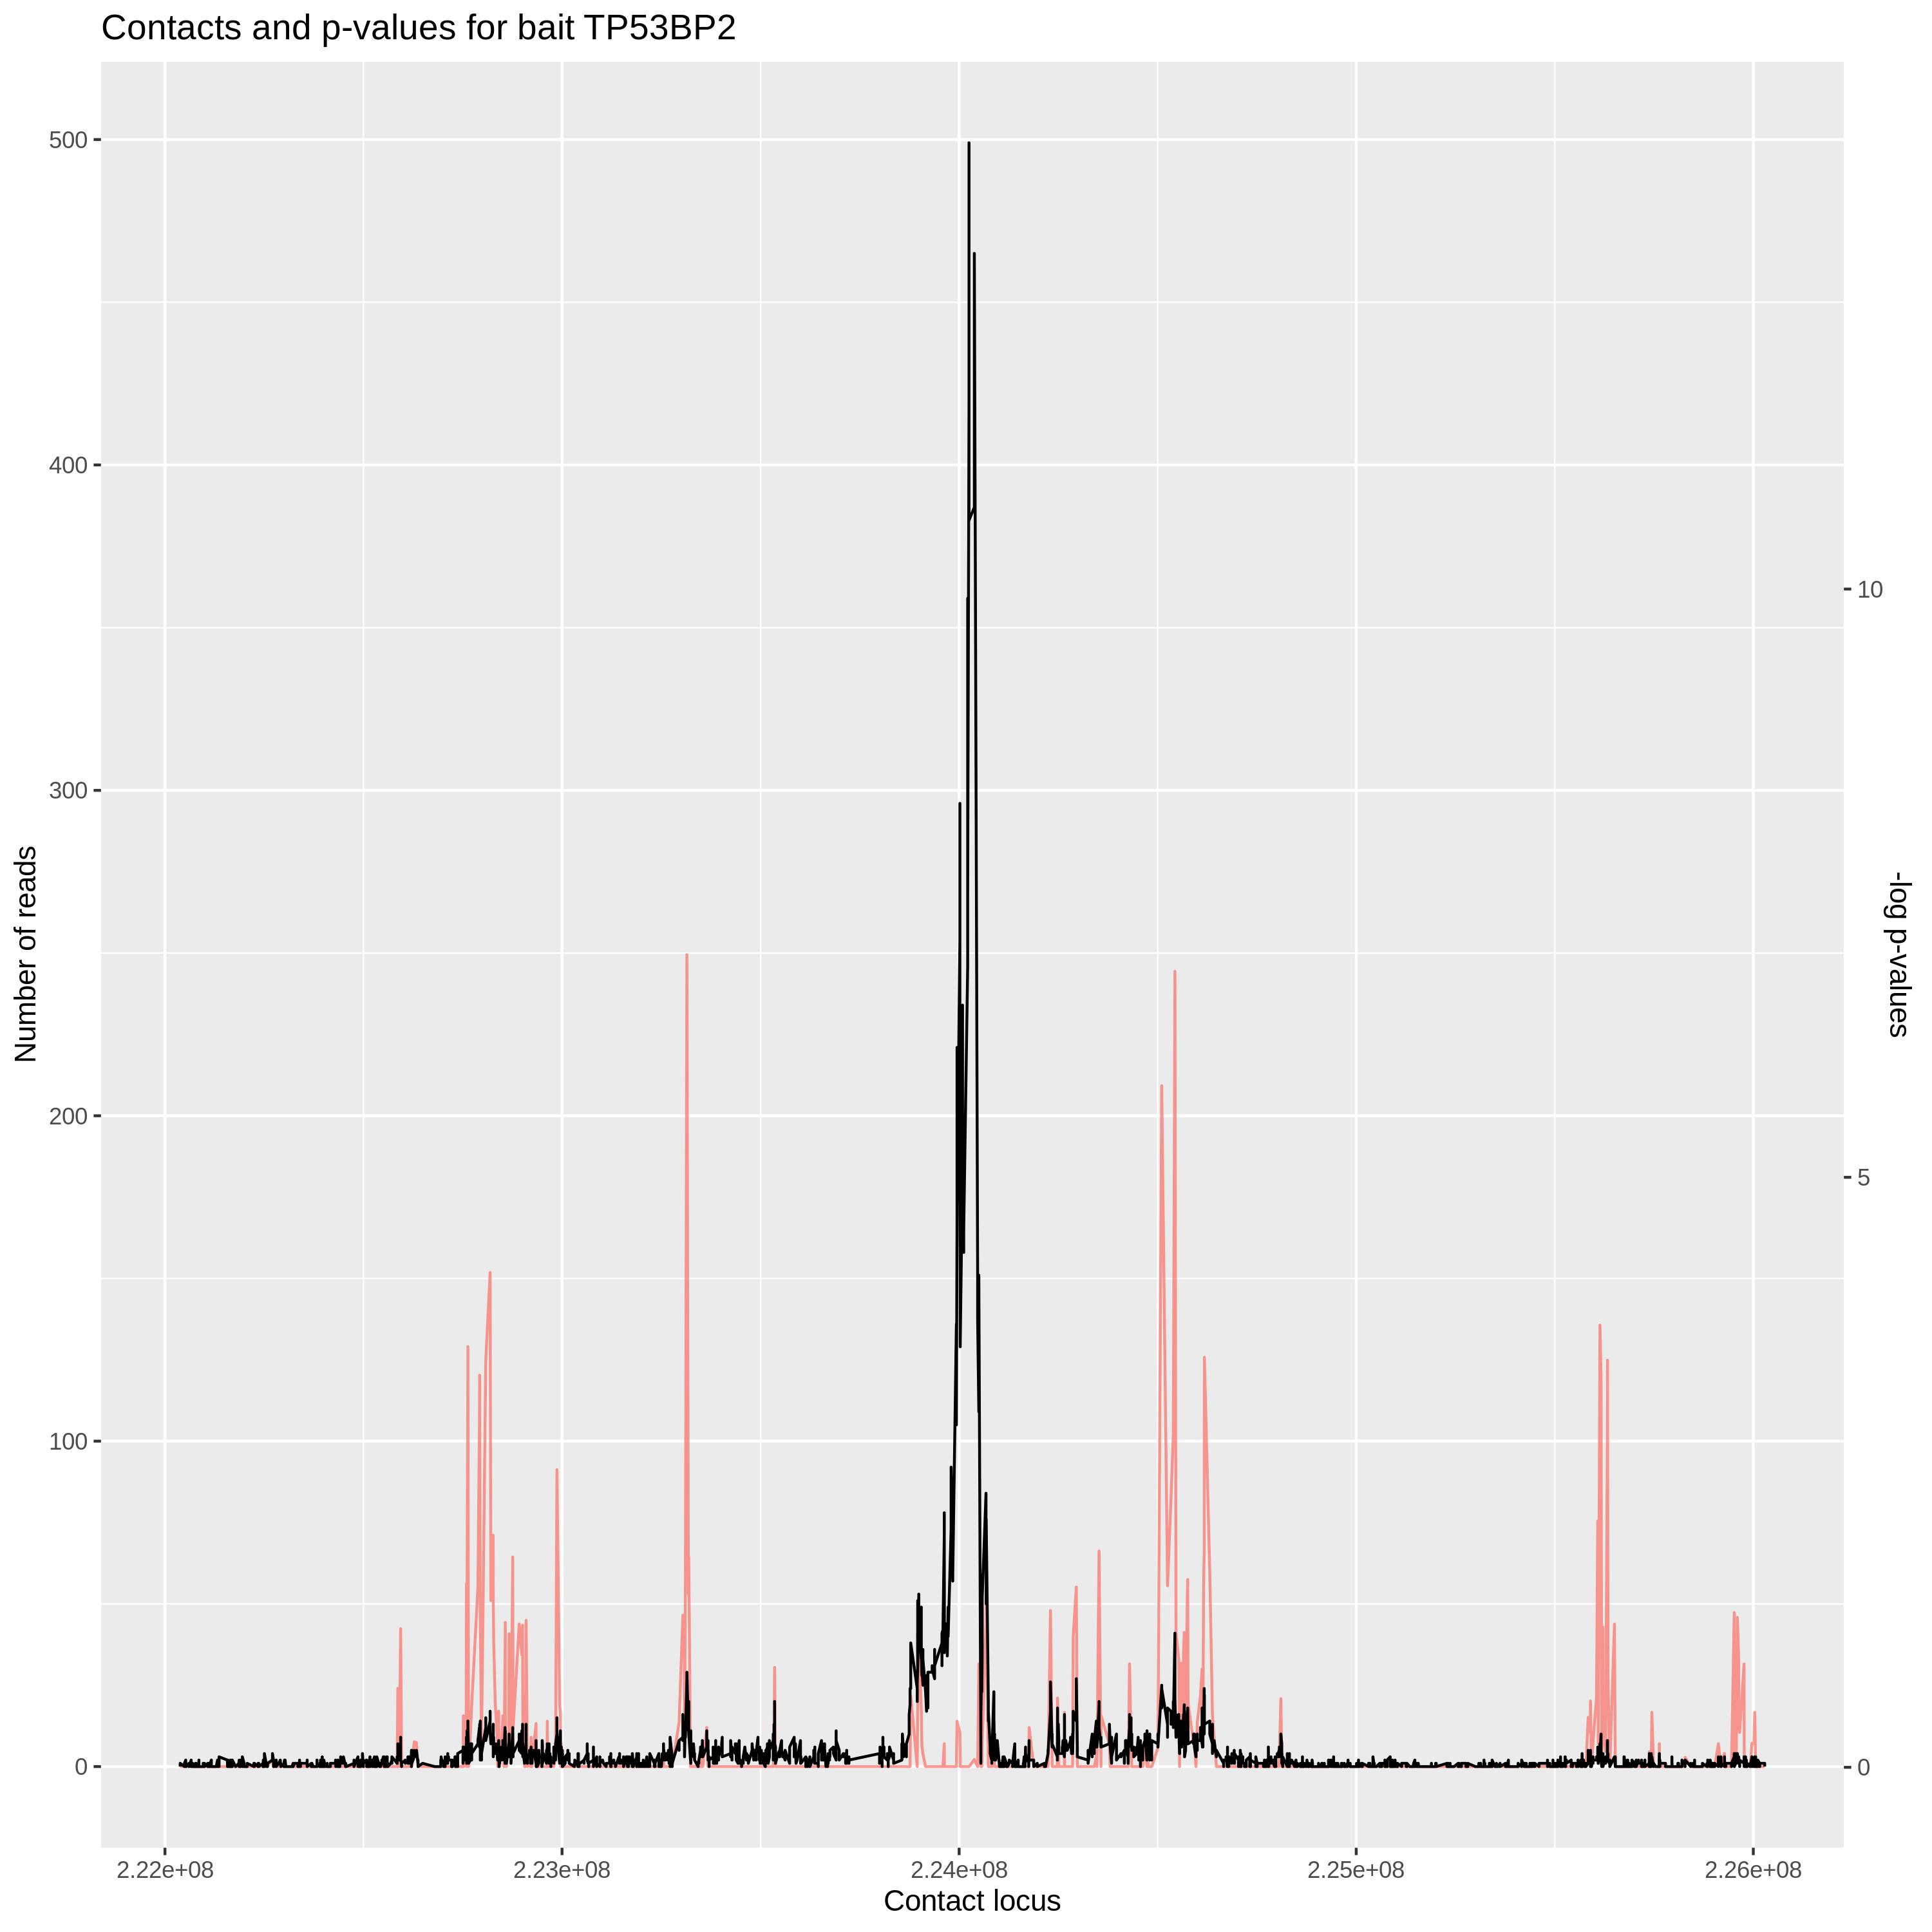 Contacts and p-values for bait TP53BP2
500
400
300
200
100
0
Number of reads
10
5
0
-log p-values
2.22e+08
2.23e+08
2.24e+08
2.25e+08
2.26e+08
Contact locus